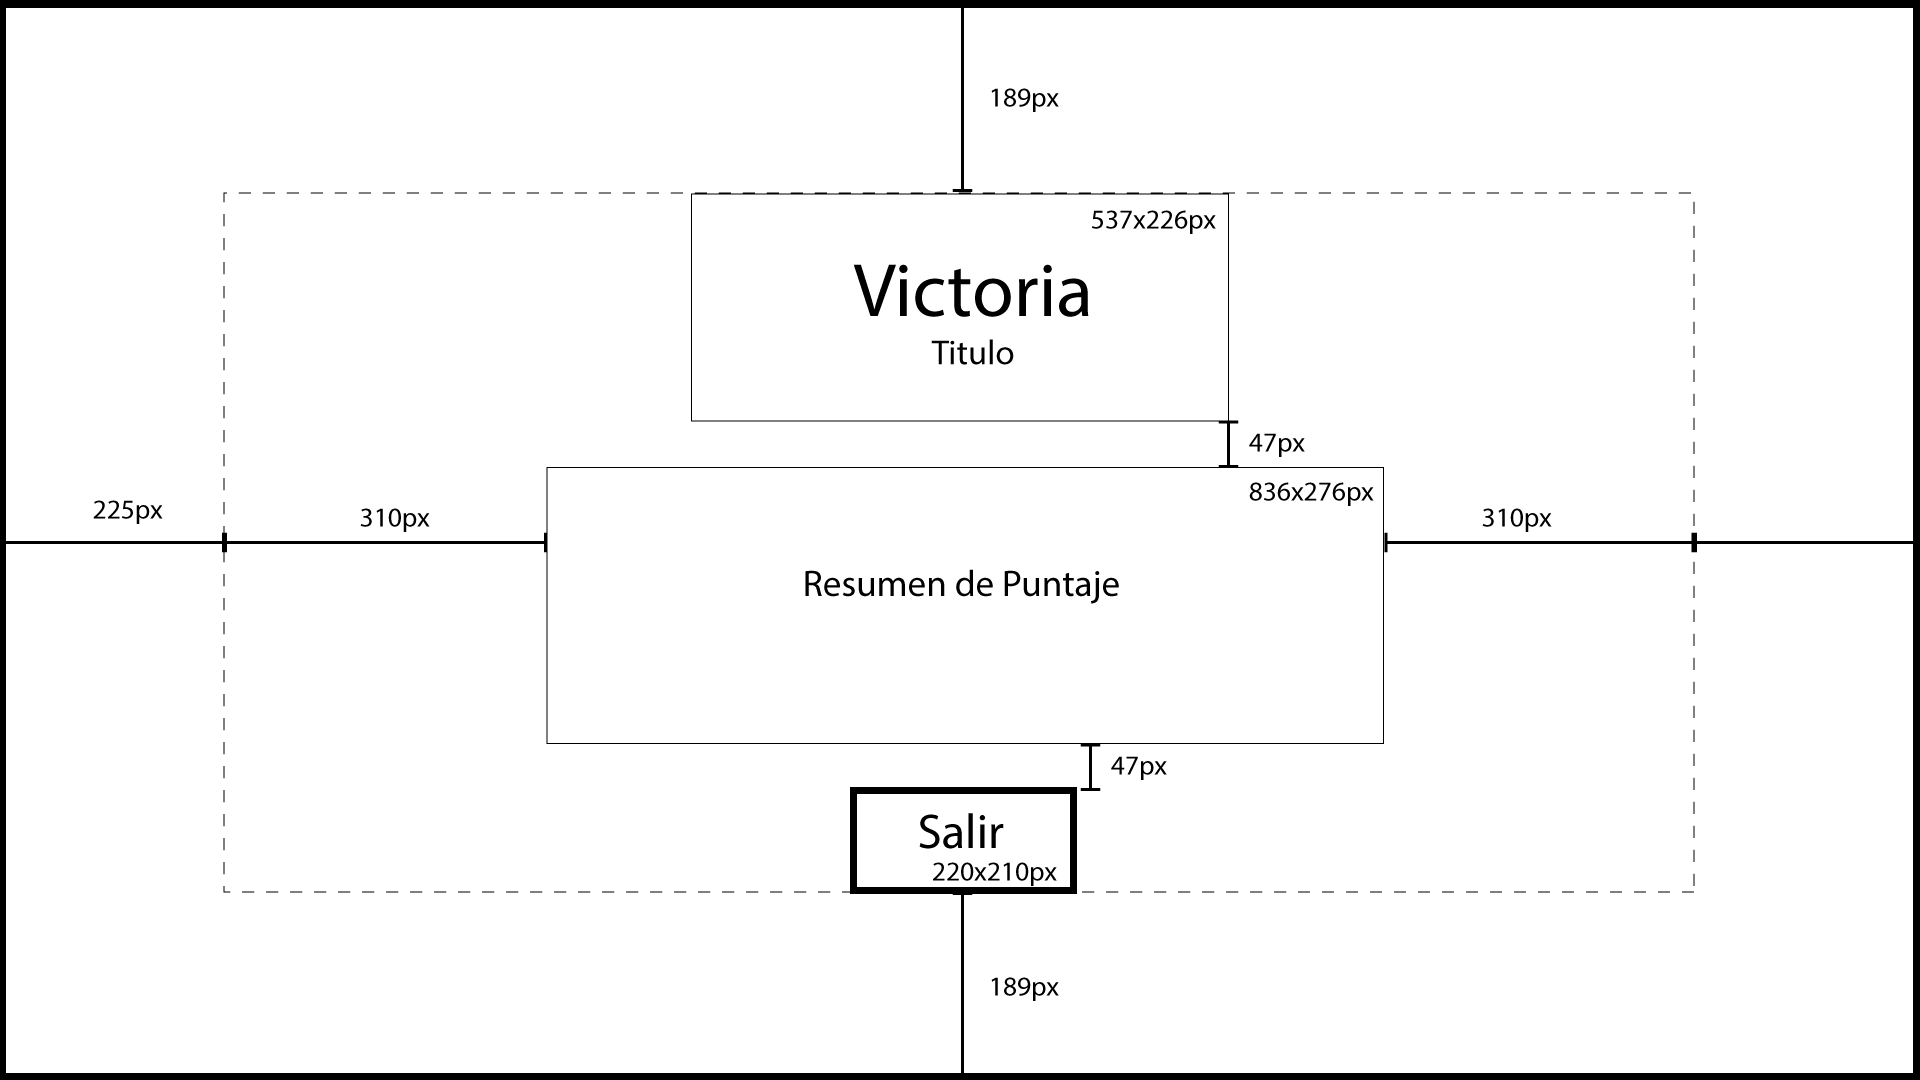 189px
537x226px
Victoria
Titulo
47px
836x276px
225px
310px
310px
Resumen de Puntaje
47px
Salir
220x210px
189px